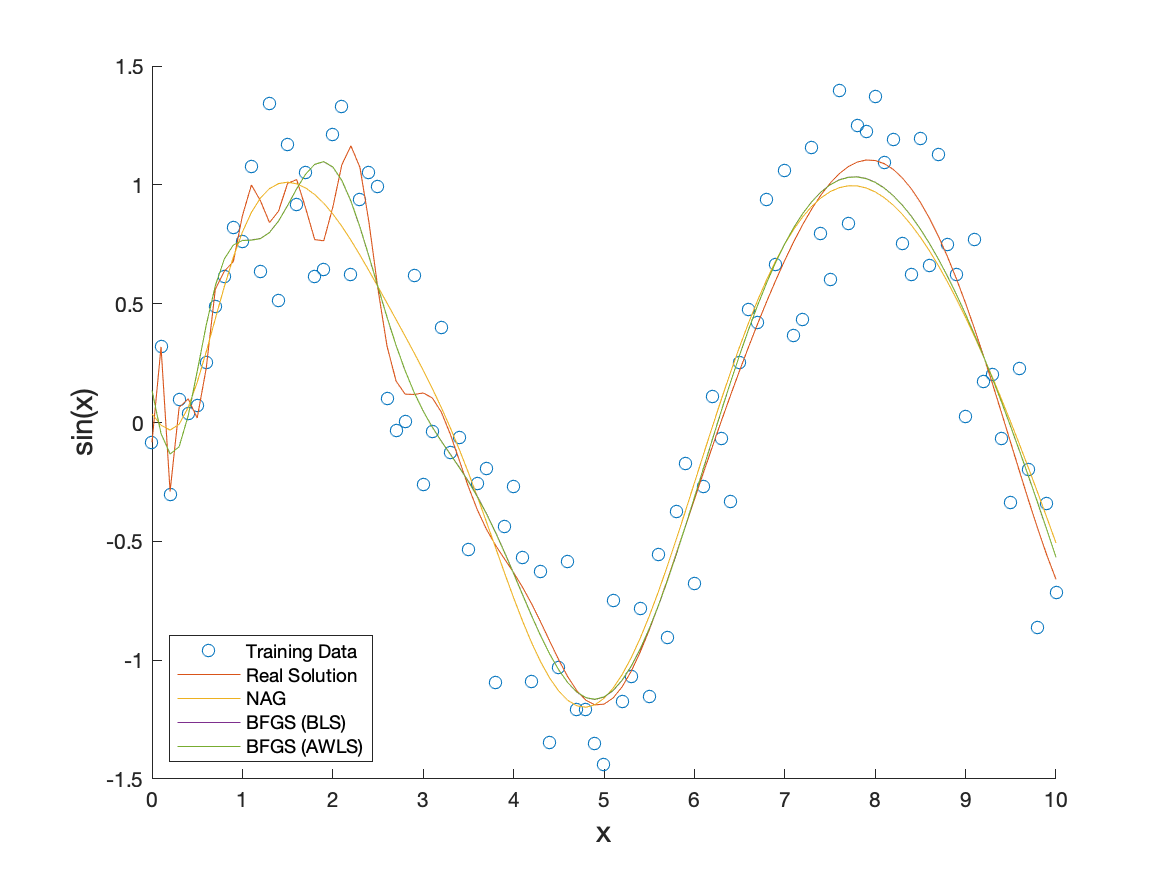 1.5
1
0.5
0
-0.5
-1
-1.5
sin(x)
Training Data
Real Solution
NAG
BFGS (BLS)
BFGS (AWLS)
0 1 2 3 4 5 6 7 8 9 10
x